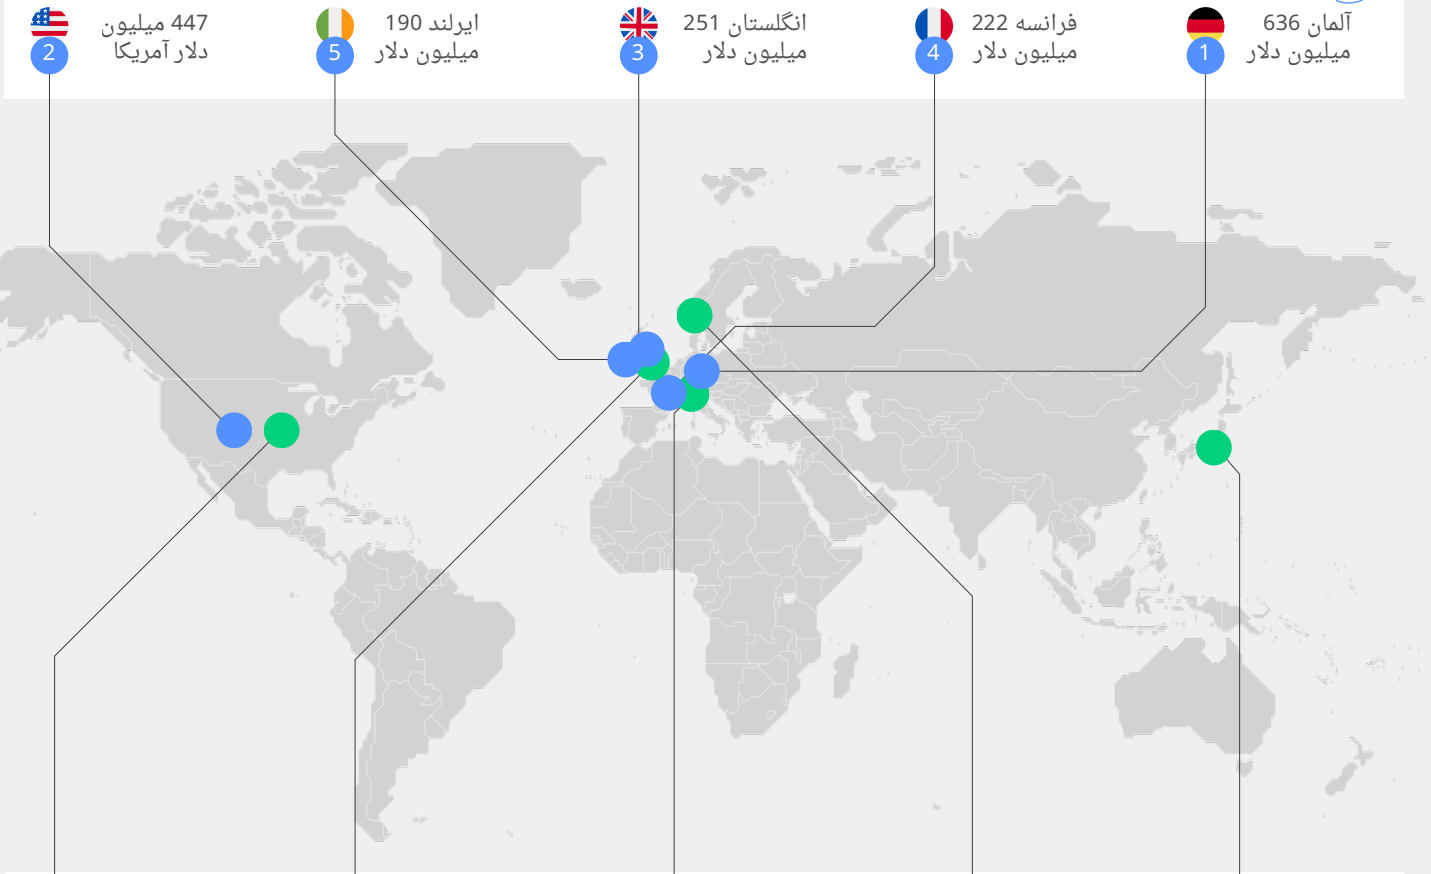 آلمان 636
میلیون دلار
1
فرانسه 222
میلیون دلار
4
انگلستان 251
میلیون دلار
3
ایرلند 190
میلیون دلار
5
447 میلیون
دلار آمریکا
2